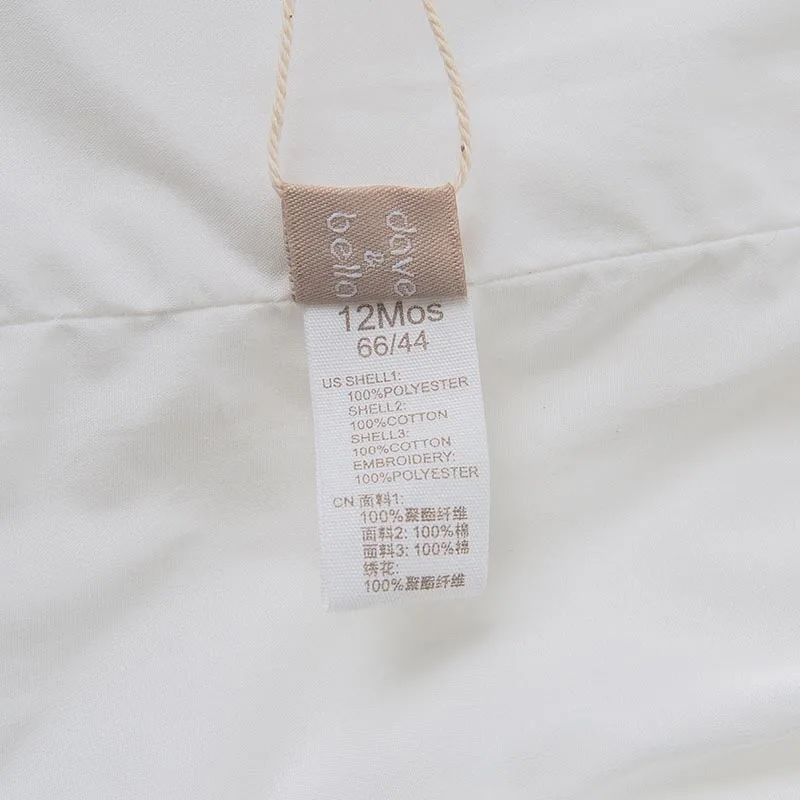 dave
&
bello
12Mos
66/44
US SHELL1:
100%POLYESTER
SHELL2:
100%COTTON
SHELL3:
100%COTTON
EMBROIDERY:
100%POLYESTER
CN 面料1:
100%聚酯纤维
面料2: 100%棉
面料3: 100%棉
绣花:
100%聚酯纤维